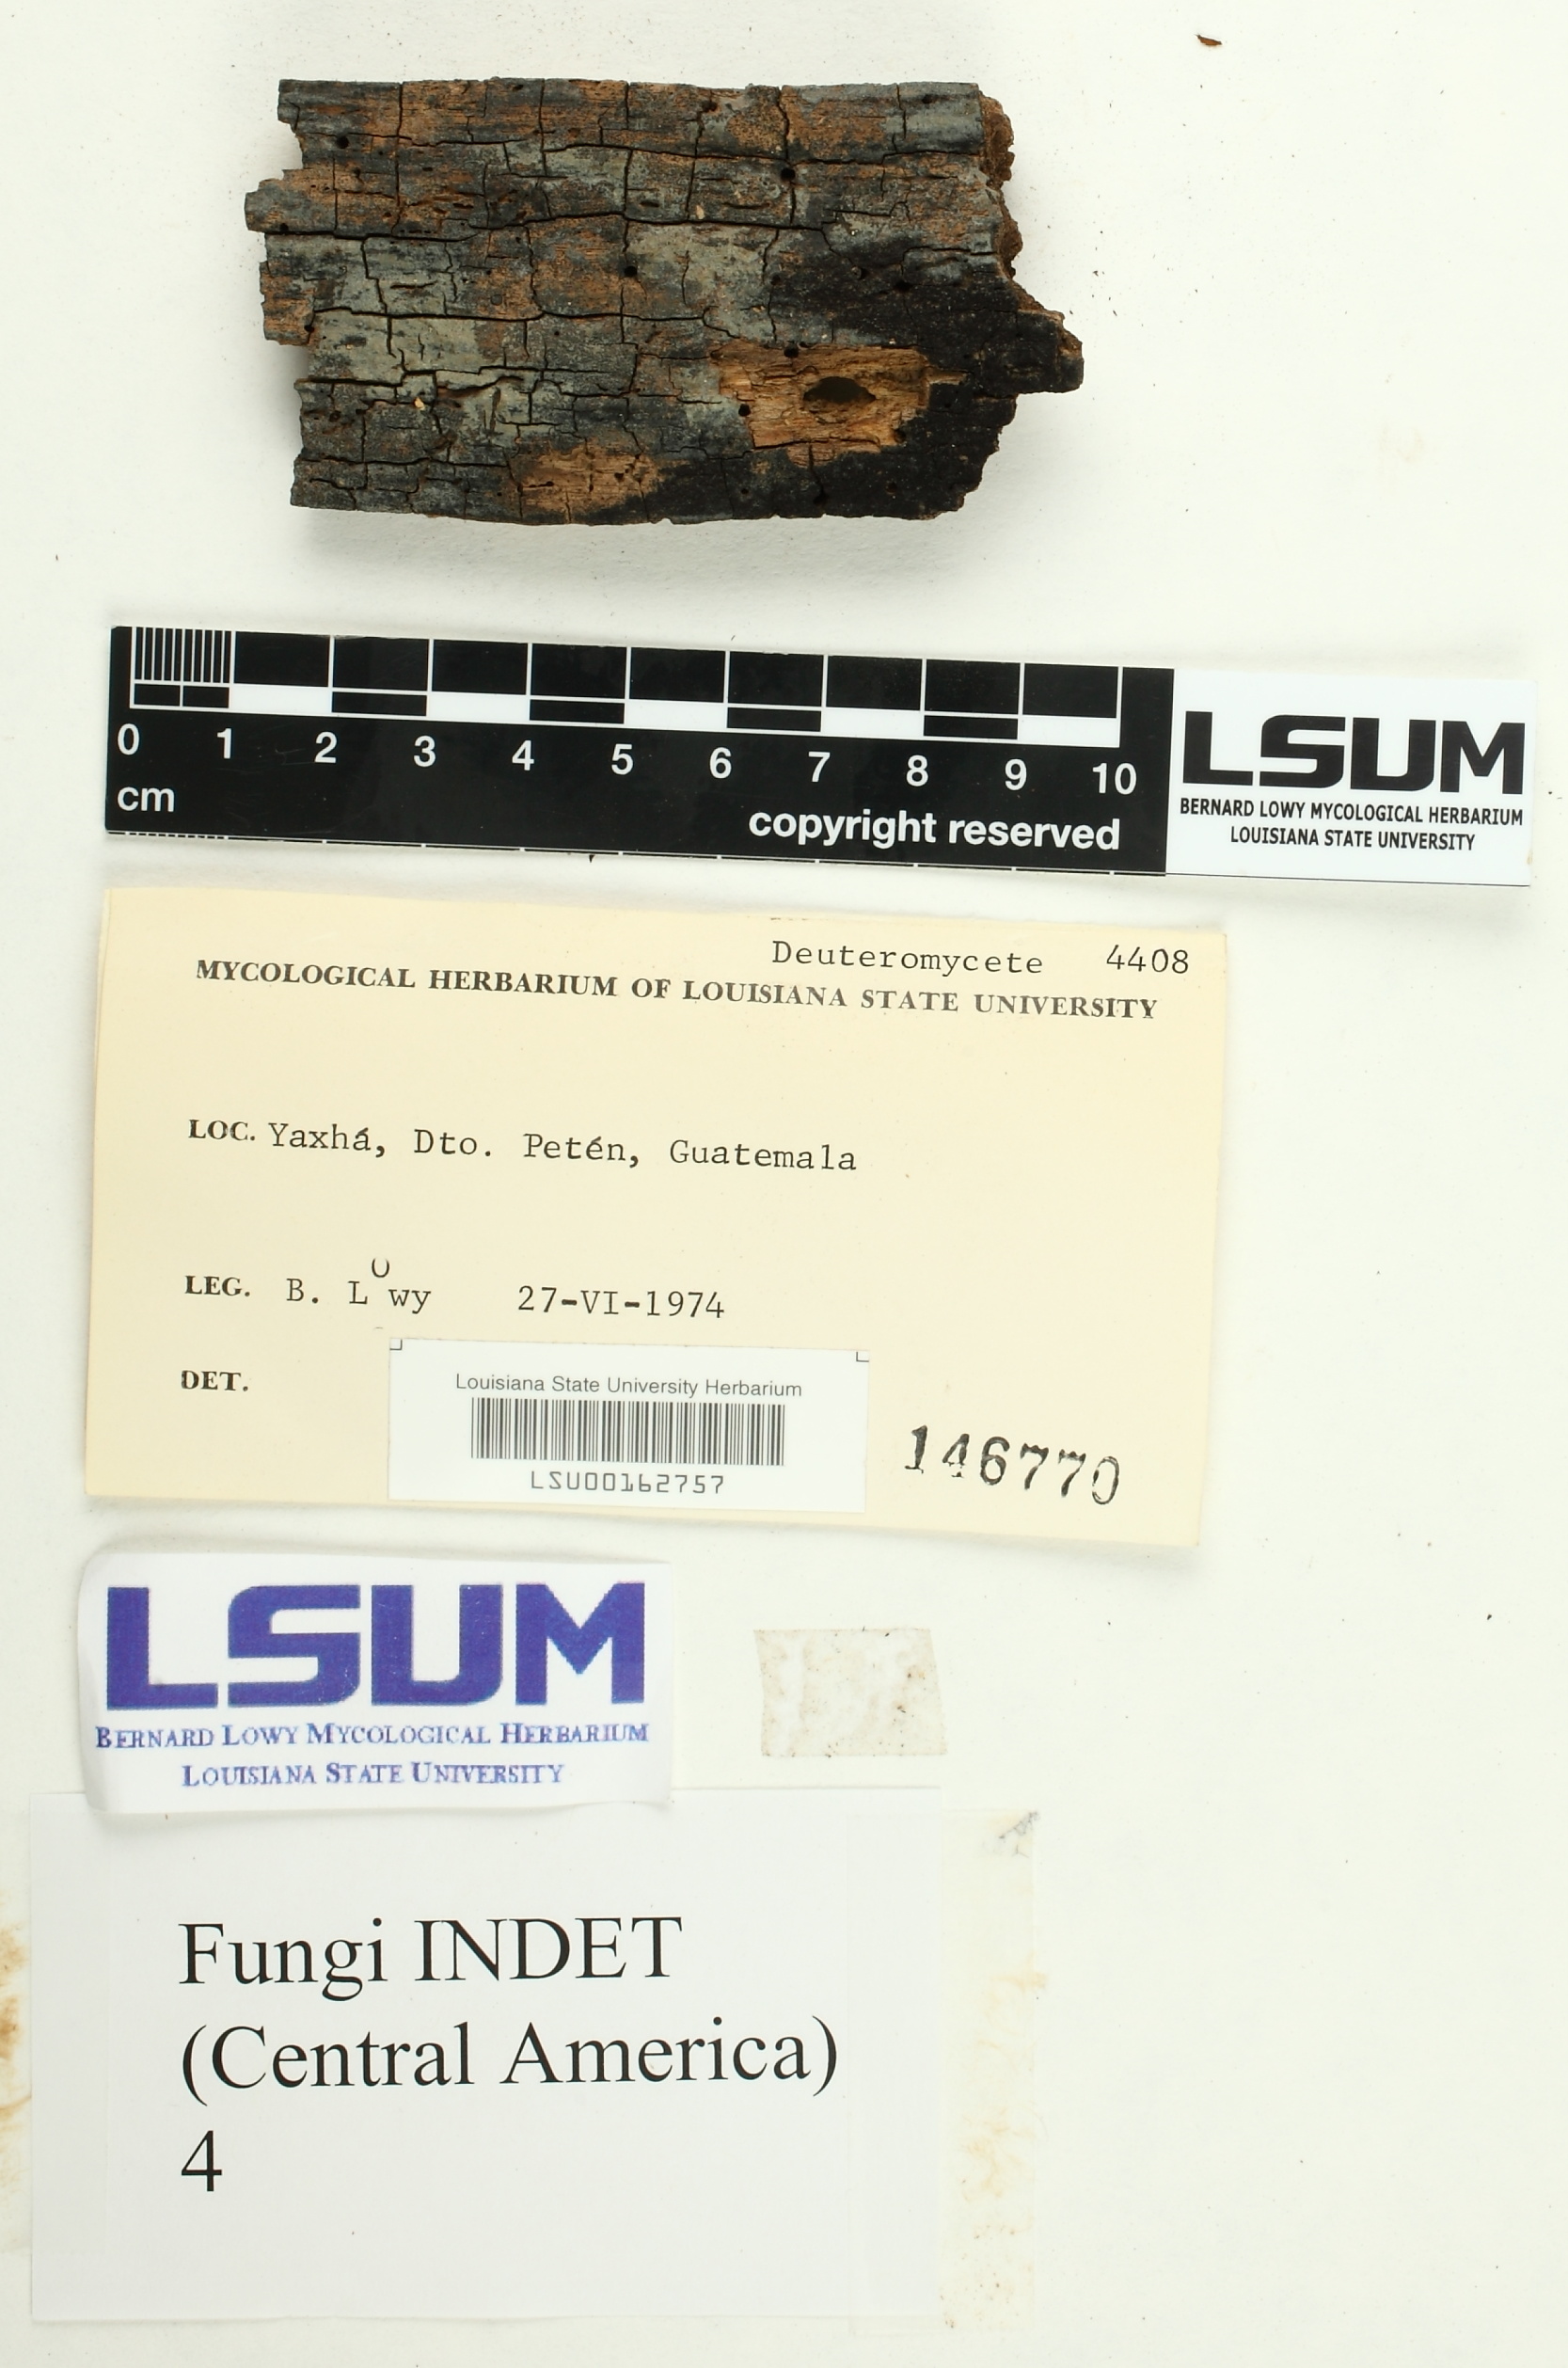 0 1 2 3 4 5 6 7 8 9 10
cm
copyright reserved
LSUM
BERNARD LOWY MYCOLOGICAL HERBARIUM
LOUISIANA STATE UNIVERSITY
Deuteromycete 4408
MYCOLOGICAL HERBARIUM OF LOUISIANA STATE UNIVERSITY
LOC. Yaxhá, Dto. Petén, Guatemala
LEG. B. Lowy 27-VI-1974
DET.
Louisiana State University Herbarium
LSU00162757
146770
LSUM
BERNARD LOWY MYCOLOGICAL HERBARIUM
LOUISIANA STATE UNIVERSITY
Fungi INDET
(Central America)
4